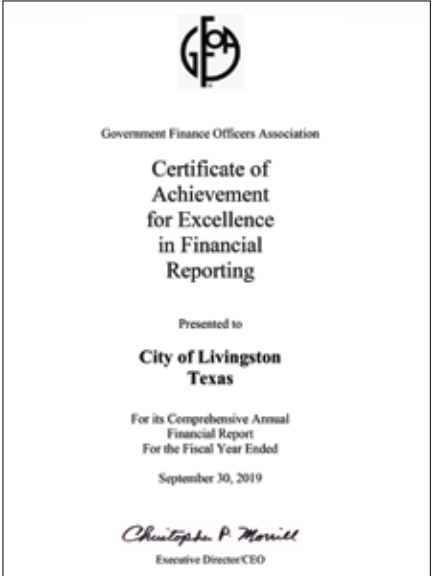 GFOA
Government Finance Officers Association
Certificate of
Achievement
for Excellence
in Financial
Reporting
Presented to
City of Livingston
Texas
For its Comprehensive Annual
Financial Report
For the Fiscal Year Ended
September 30, 2019
Christopher P. Morrill
Executive Director/CEO